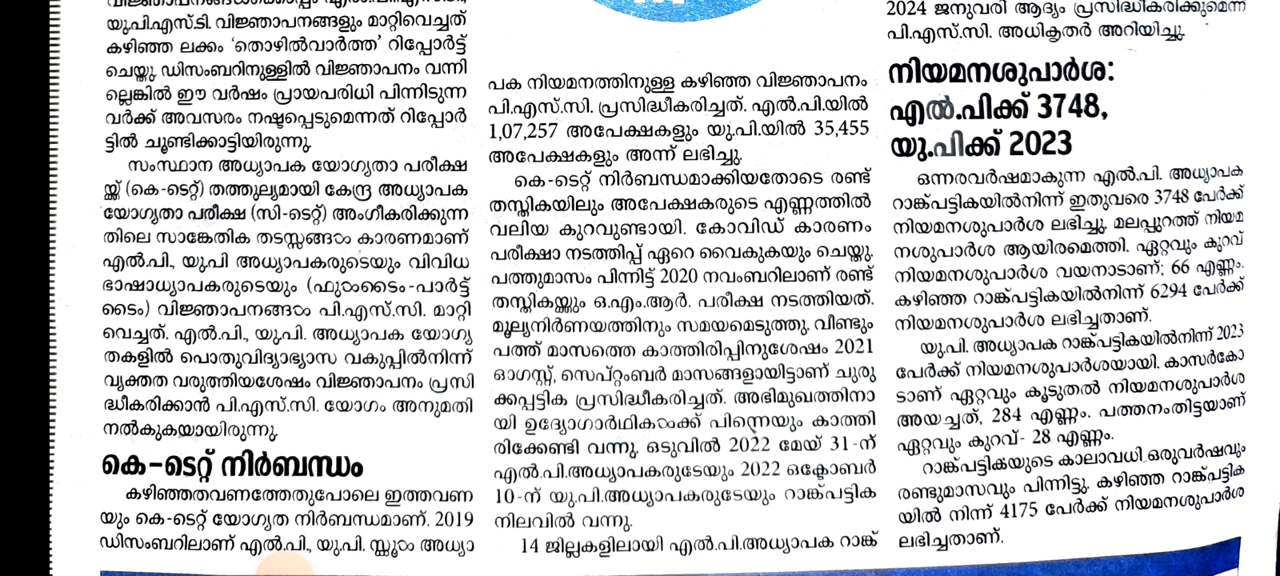 യു.പി.എസ്.ടി. വിജ്ഞാപനങ്ങളും മാറ്റിവെച്ചത്
കഴിഞ്ഞ ലക്കം 'തൊഴിൽവാർത്ത' റിപ്പോർട്ട്
ചെയ്തു. ഡിസംബറിനുള്ളിൽ വിജ്ഞാപനം വന്നി
ല്ലെങ്കിൽ ഈ വർഷം പ്രായപരിധി പിന്നിടുന്ന
വർക്ക് അവസരം നഷ്ടപ്പെടുമെന്നത് റിപ്പോർ
ട്ടിൽ ചൂണ്ടിക്കാട്ടിയിരുന്നു.
സംസ്ഥാന അധ്യാപക യോഗ്യതാ പരീക്ഷ
യ്ക്ക് (കെ-ടെറ്റ്) തത്തുല്യമായി കേന്ദ്ര അധ്യാപക
യോഗ്യതാ പരീക്ഷ (സി-ടെറ്റ്) അംഗീകരിക്കുന്ന
തിലെ സാങ്കേതിക തടസ്സങ്ങൾ കാരണമാണ്
എൽ.പി., യു.പി അധ്യാപകരുടെയും വിവിധ
ഭാഷാധ്യാപകരുടെയും (ഫുൾടൈം-പാർട്ട്
ടൈം) വിജ്ഞാപനങ്ങൾ പി.എസ്.സി. മാറ്റി
വെച്ചത്. എൽ.പി., യു.പി. അധ്യാപക യോഗ്യ
തകളിൽ പൊതുവിദ്യാഭ്യാസ വകുപ്പിൽനിന്ന്
വ്യക്തത വരുത്തിയശേഷം വിജ്ഞാപനം പ്രസി
ദ്ധീകരിക്കാൻ പി.എസ്.സി. യോഗം അനുമതി
നൽകുകയായിരുന്നു.
കെ-ടെറ്റ് നിർബന്ധം
കഴിഞ്ഞതവണത്തേതുപോലെ ഇത്തവണ
യും കെ-ടെറ്റ് യോഗ്യത നിർബന്ധമാണ്. 2019
ഡിസംബറിലാണ് എൽ.പി., യു.പി. സ്കൂൾ അധ്യാ
പക നിയമനത്തിനുള്ള കഴിഞ്ഞ വിജ്ഞാപനം
പി.എസ്.സി. പ്രസിദ്ധീകരിച്ചത്. എൽ.പി.യിൽ
1,07,257 അപേക്ഷകളും യു.പി.യിൽ 35,455
അപേക്ഷകളും അന്ന് ലഭിച്ചു.
കെ-ടെറ്റ് നിർബന്ധമാക്കിയതോടെ രണ്ട്
തസ്തികയിലും അപേക്ഷകരുടെ എണ്ണത്തിൽ
വലിയ കുറവുണ്ടായി. കോവിഡ് കാരണം
പരീക്ഷാ നടത്തിപ്പ് ഏറെ വൈകുകയും ചെയ്തു.
പത്തുമാസം പിന്നിട്ട് 2020 നവംബറിലാണ് രണ്ട്
തസ്തികയ്ക്കും ഒ.എം.ആർ. പരീക്ഷ നടത്തിയത്.
മൂല്യനിർണയത്തിനും സമയമെടുത്തു. വീണ്ടും
പത്ത് മാസത്തെ കാത്തിരിപ്പിനുശേഷം 2021
ഓഗസ്റ്റ്, സെപ്റ്റംബർ മാസങ്ങളായിട്ടാണ് ചുരു
ക്കപ്പട്ടിക പ്രസിദ്ധീകരിച്ചത്. അഭിമുഖത്തിനാ
യി ഉദ്യോഗാർഥികൾക്ക് പിന്നെയും കാത്തി
രിക്കേണ്ടി വന്നു. ഒടുവിൽ 2022 മേയ് 31-ന്
എൽ.പി.അധ്യാപകരുടേയും 2022 ഒക്ടോബർ
10-ന് യു.പി.അധ്യാപകരുടേയും റാങ്ക്പട്ടിക
നിലവിൽ വന്നു.
14 ജില്ലകളിലായി എൽ.പി.അധ്യാപക റാങ്ക്
2024 ജനുവരി ആദ്യം പ്രസിദ്ധീകരിക്കുമെന്ന്
പി.എസ്.സി. അധികൃതർ അറിയിച്ചു.
നിയമനശുപാർശ:
എൽ.പിക്ക് 3748,
യു.പിക്ക് 2023
ഒന്നരവർഷമാകുന്ന എൽ.പി. അധ്യാപക
റാങ്ക്പട്ടികയിൽനിന്ന് ഇതുവരെ 3748 പേർക്ക്
നിയമനശുപാർശ ലഭിച്ചു. മലപ്പുറത്ത് നിയമ
നശുപാർശ ആയിരമെത്തി. ഏറ്റവും കുറവ്
നിയമനശുപാർശ വയനാടാണ്; 66 എണ്ണം.
കഴിഞ്ഞ റാങ്ക്പട്ടികയിൽനിന്ന് 6294 പേർക്ക്
നിയമനശുപാർശ ലഭിച്ചതാണ്.
യു.പി. അധ്യാപക റാങ്ക്പട്ടികയിൽനിന്ന് 2023
പേർക്ക് നിയമനശുപാർശയായി. കാസർകോ
ടാണ് ഏറ്റവും കൂടുതൽ നിയമനശുപാർശ
അയച്ചത്, 284 എണ്ണം. പത്തനംതിട്ടയാണ്
ഏറ്റവും കുറവ്- 28 എണ്ണം.
റാങ്ക്പട്ടികയുടെ കാലാവധി ഒരുവർഷവും
രണ്ടുമാസവും പിന്നിട്ടു. കഴിഞ്ഞ റാങ്ക്പട്ടിക
യിൽ നിന്ന് 4175 പേർക്ക് നിയമനശുപാർശ
ലഭിച്ചതാണ്.